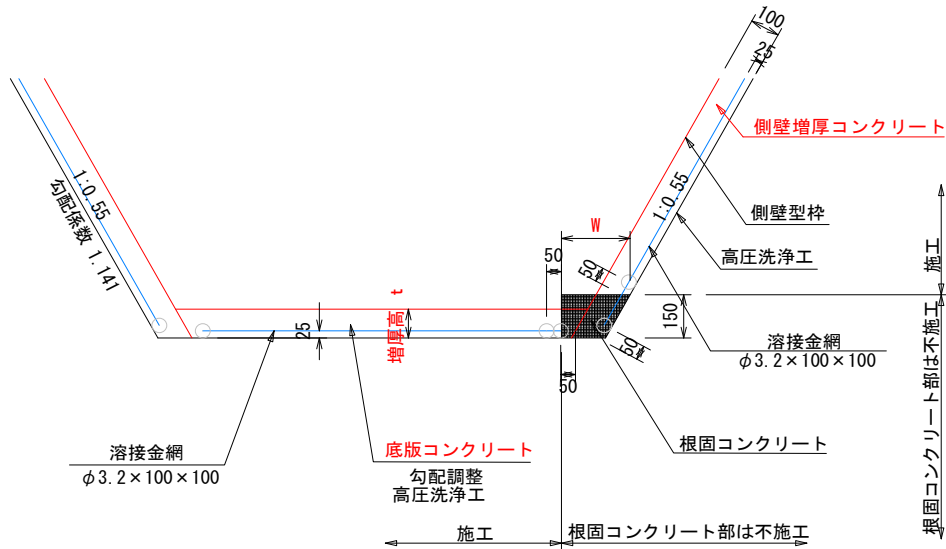 100
25
側壁増厚コンクリート
1:0.55
勾配係数 1.141
1:0.55
側壁型枠
W
高圧洗浄工
施工
50
50
増厚高 t
25
150
50
50
溶接金網
φ3.2×100×100
根固コンクリート部は不施工
溶接金網
φ3.2×100×100
底版コンクリート
勾配調整
高圧洗浄工
根固コンクリート
施工
根固コンクリート部は不施工